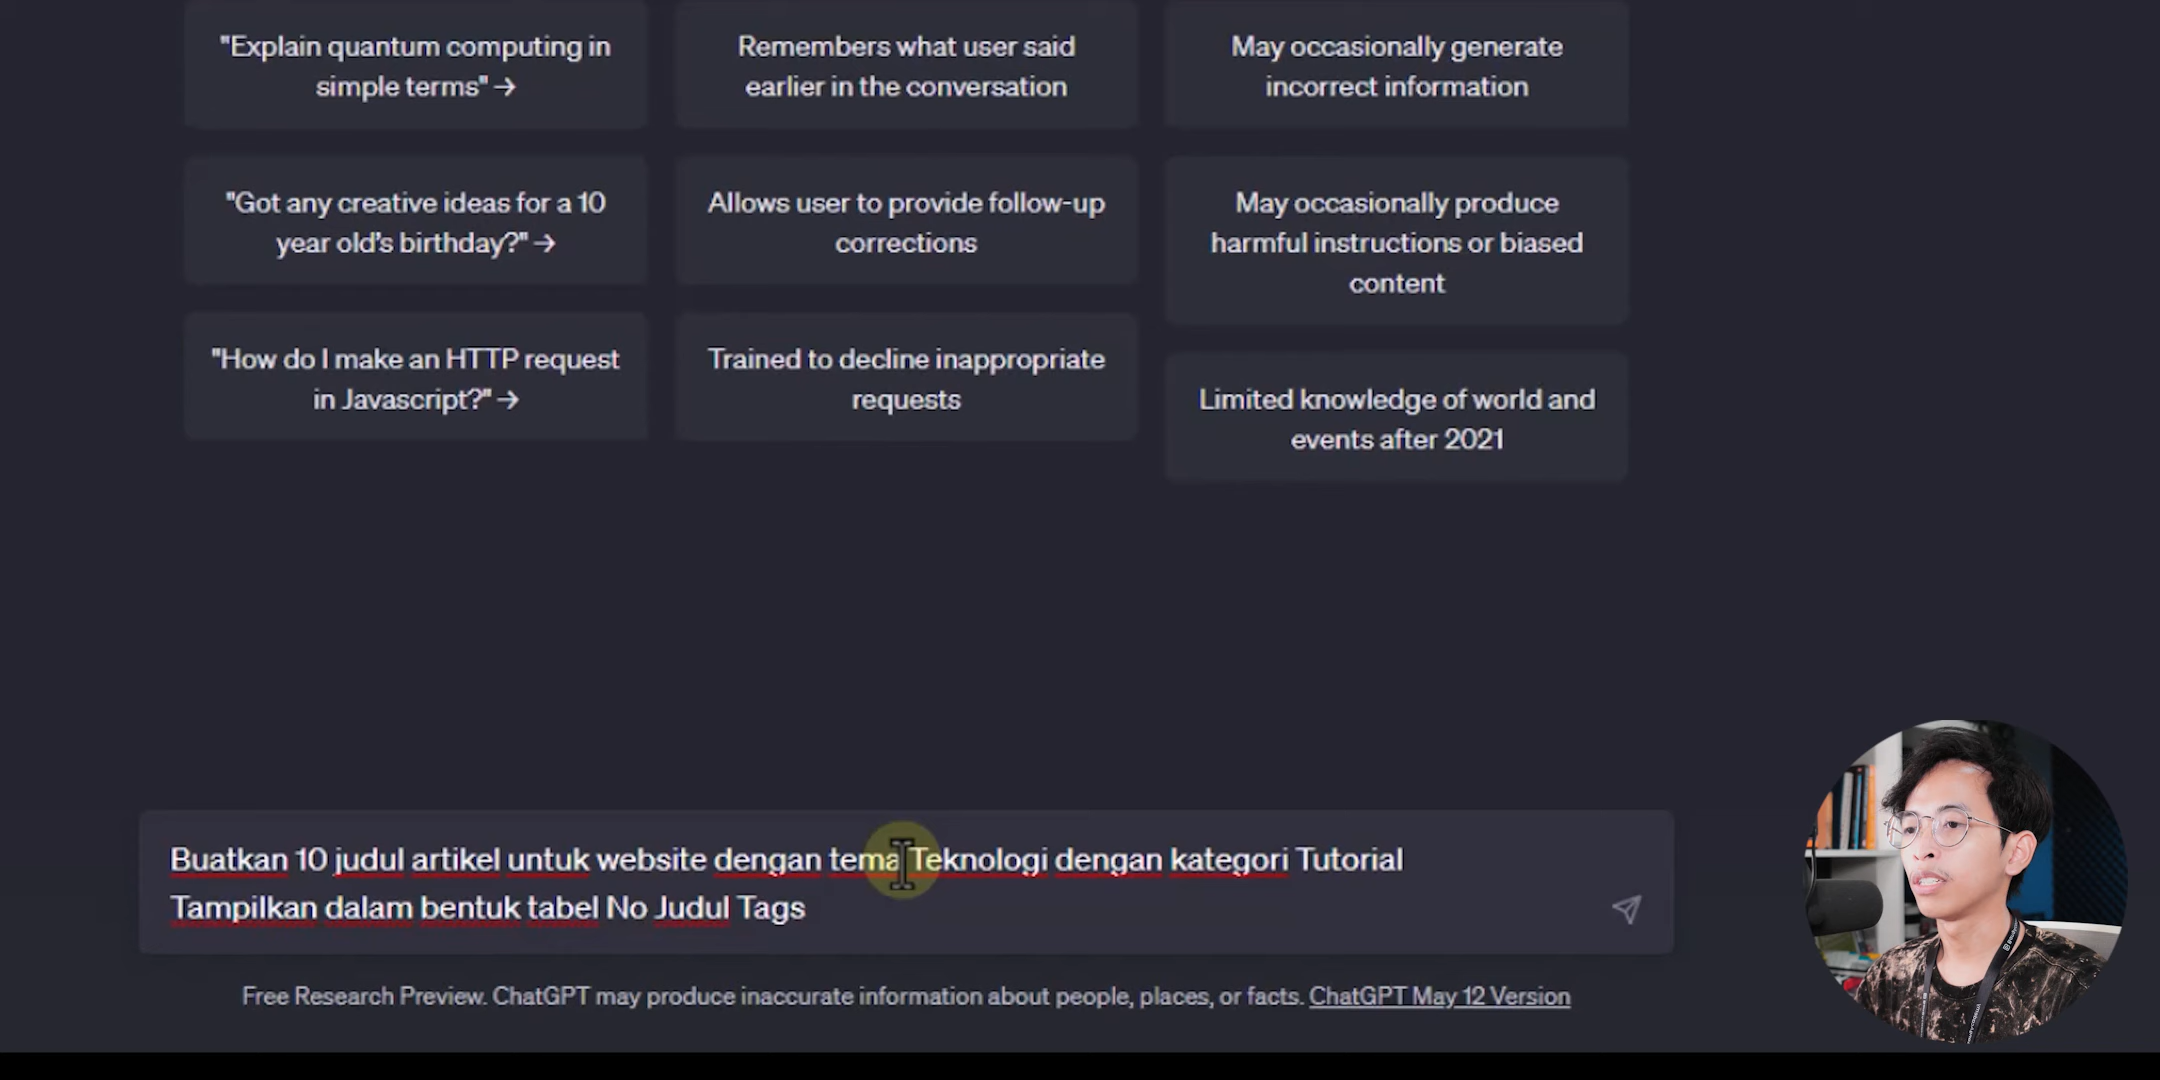 "Explain quantum computing in
simple terms" →
Remembers what user said
earlier in the conversation
May occasionally generate
incorrect information
"Got any creative ideas for a 10
year old's birthday?" →
Allows user to provide follow-up
corrections
May occasionally produce
harmful instructions or biased
content
"How do I make an HTTP request
in Javascript?" →
Trained to decline inappropriate
requests
Limited knowledge of world and
events after 2021
Buatkan 10 judul artikel untuk website dengan tema Teknologi dengan kategori Tutorial
Tampilkan dalam bentuk tabel No Judul Tags
Free Research Preview. ChatGPT may produce inaccurate information about people, places, or facts. ChatGPT May 12 Version